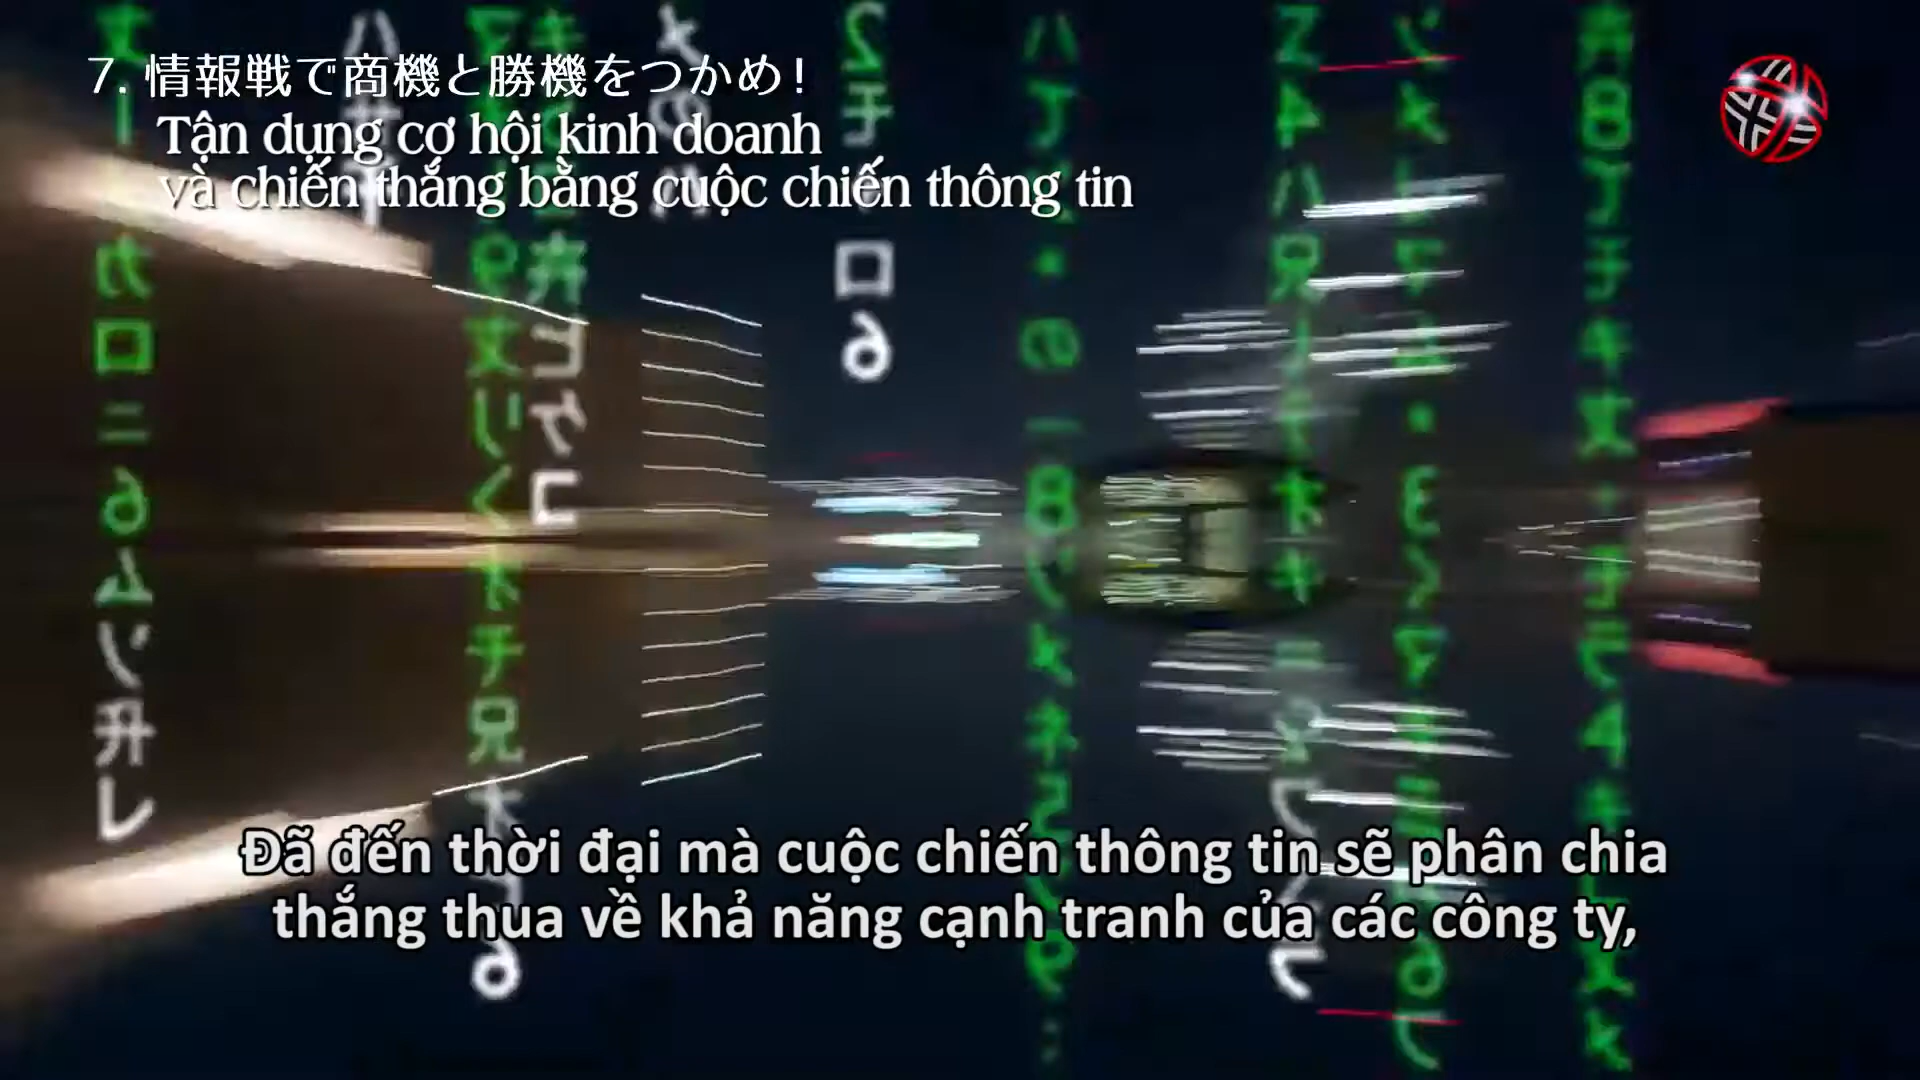 7. 情報戦で商機と勝機をつかめ！
Tận dụng cơ hội kinh doanh
và chiến thắng bằng cuộc chiến thông tin
Đã đến thời đại mà cuộc chiến thông tin sẽ phân chia
thắng thua về khả năng cạnh tranh của các công ty,